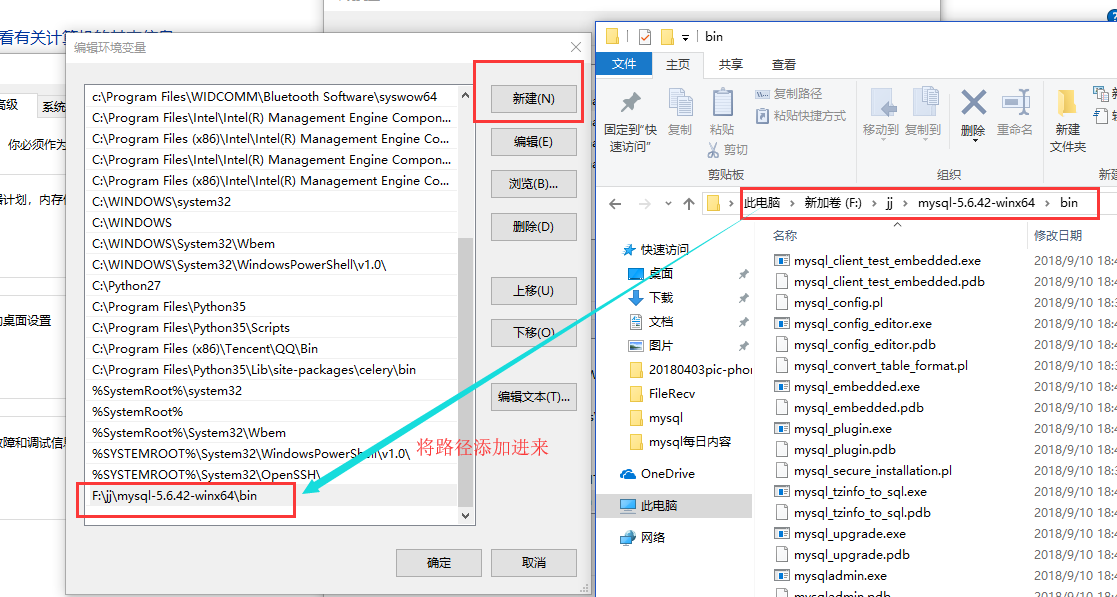 看有关计算机的基本信息
编辑环境变量
高级
系统
你必须作为
器计划，内存使
的桌面设置
故障和调试信息
c:\Program Files\WIDCOMM\Bluetooth Software\syswow64
C:\Program Files\Intel\Intel(R) Management Engine Compon...
C:\Program Files (x86)\Intel\Intel(R) Management Engine Co...
C:\Program Files\Intel\Intel(R) Management Engine Compon...
C:\Program Files (x86)\Intel\Intel(R) Management Engine Co...
C:\WINDOWS\system32
C:\WINDOWS
C:\WINDOWS\System32\Wbem
C:\WINDOWS\System32\WindowsPowerShell\v1.0\
C:\Python27
C:\Program Files\Python35
C:\Program Files\Python35\Scripts
C:\Program Files (x86)\Tencent\QQ\Bin
C:\Program Files\Python35\Lib\site-packages\celery\bin
%SystemRoot%\system32
%SystemRoot%
%SystemRoot%\System32\Wbem
%SYSTEMROOT%\System32\WindowsPowerShell\v1.0\
%SYSTEMROOT%\System32\OpenSSH\
F:\jj\mysql-5.6.42-winx64\bin
新建(N)
编辑(E)
浏览(B)...
删除(D)
上移(U)
下移(O)
编辑文本(T)...
将路径添加进来
确定
取消
bin
文件
主页
共享
查看
固定到"快
速访问"
复制
粘贴
复制路径
粘贴快捷方式
剪切
剪贴板
移动到
复制到
删除
重命名
组织
新建
文件夹
新建
此电脑 > 新加卷 (F:) > jj > mysql-5.6.42-winx64 > bin
快速访问
桌面
下载
文档
图片
20180403pic-phon
FileRecv
mysql
mysql每日内容
OneDrive
此电脑
网络
名称
修改日期
mysql_client_test_embedded.exe 2018/9/10 18:4
mysql_client_test_embedded.pdb 2018/9/10 18:4
mysql_config.pl 2018/9/10 18:3
mysql_config_editor.exe 2018/9/10 18:4
mysql_config_editor.pdb 2018/9/10 18:4
mysql_convert_table_format.pl 2018/9/10 18:3
mysql_embedded.exe 2018/9/10 18:4
mysql_embedded.pdb 2018/9/10 18:4
mysql_plugin.exe 2018/9/10 18:4
mysql_plugin.pdb 2018/9/10 18:4
mysql_secure_installation.pl 2018/9/10 18:3
mysql_tzinfo_to_sql.exe 2018/9/10 18:4
mysql_tzinfo_to_sql.pdb 2018/9/10 18:4
mysql_upgrade.exe 2018/9/10 18:4
mysql_upgrade.pdb 2018/9/10 18:4
mysqladmin.exe 2018/9/10 18:4
mysqladmin.pdb 2018/9/10 18:4